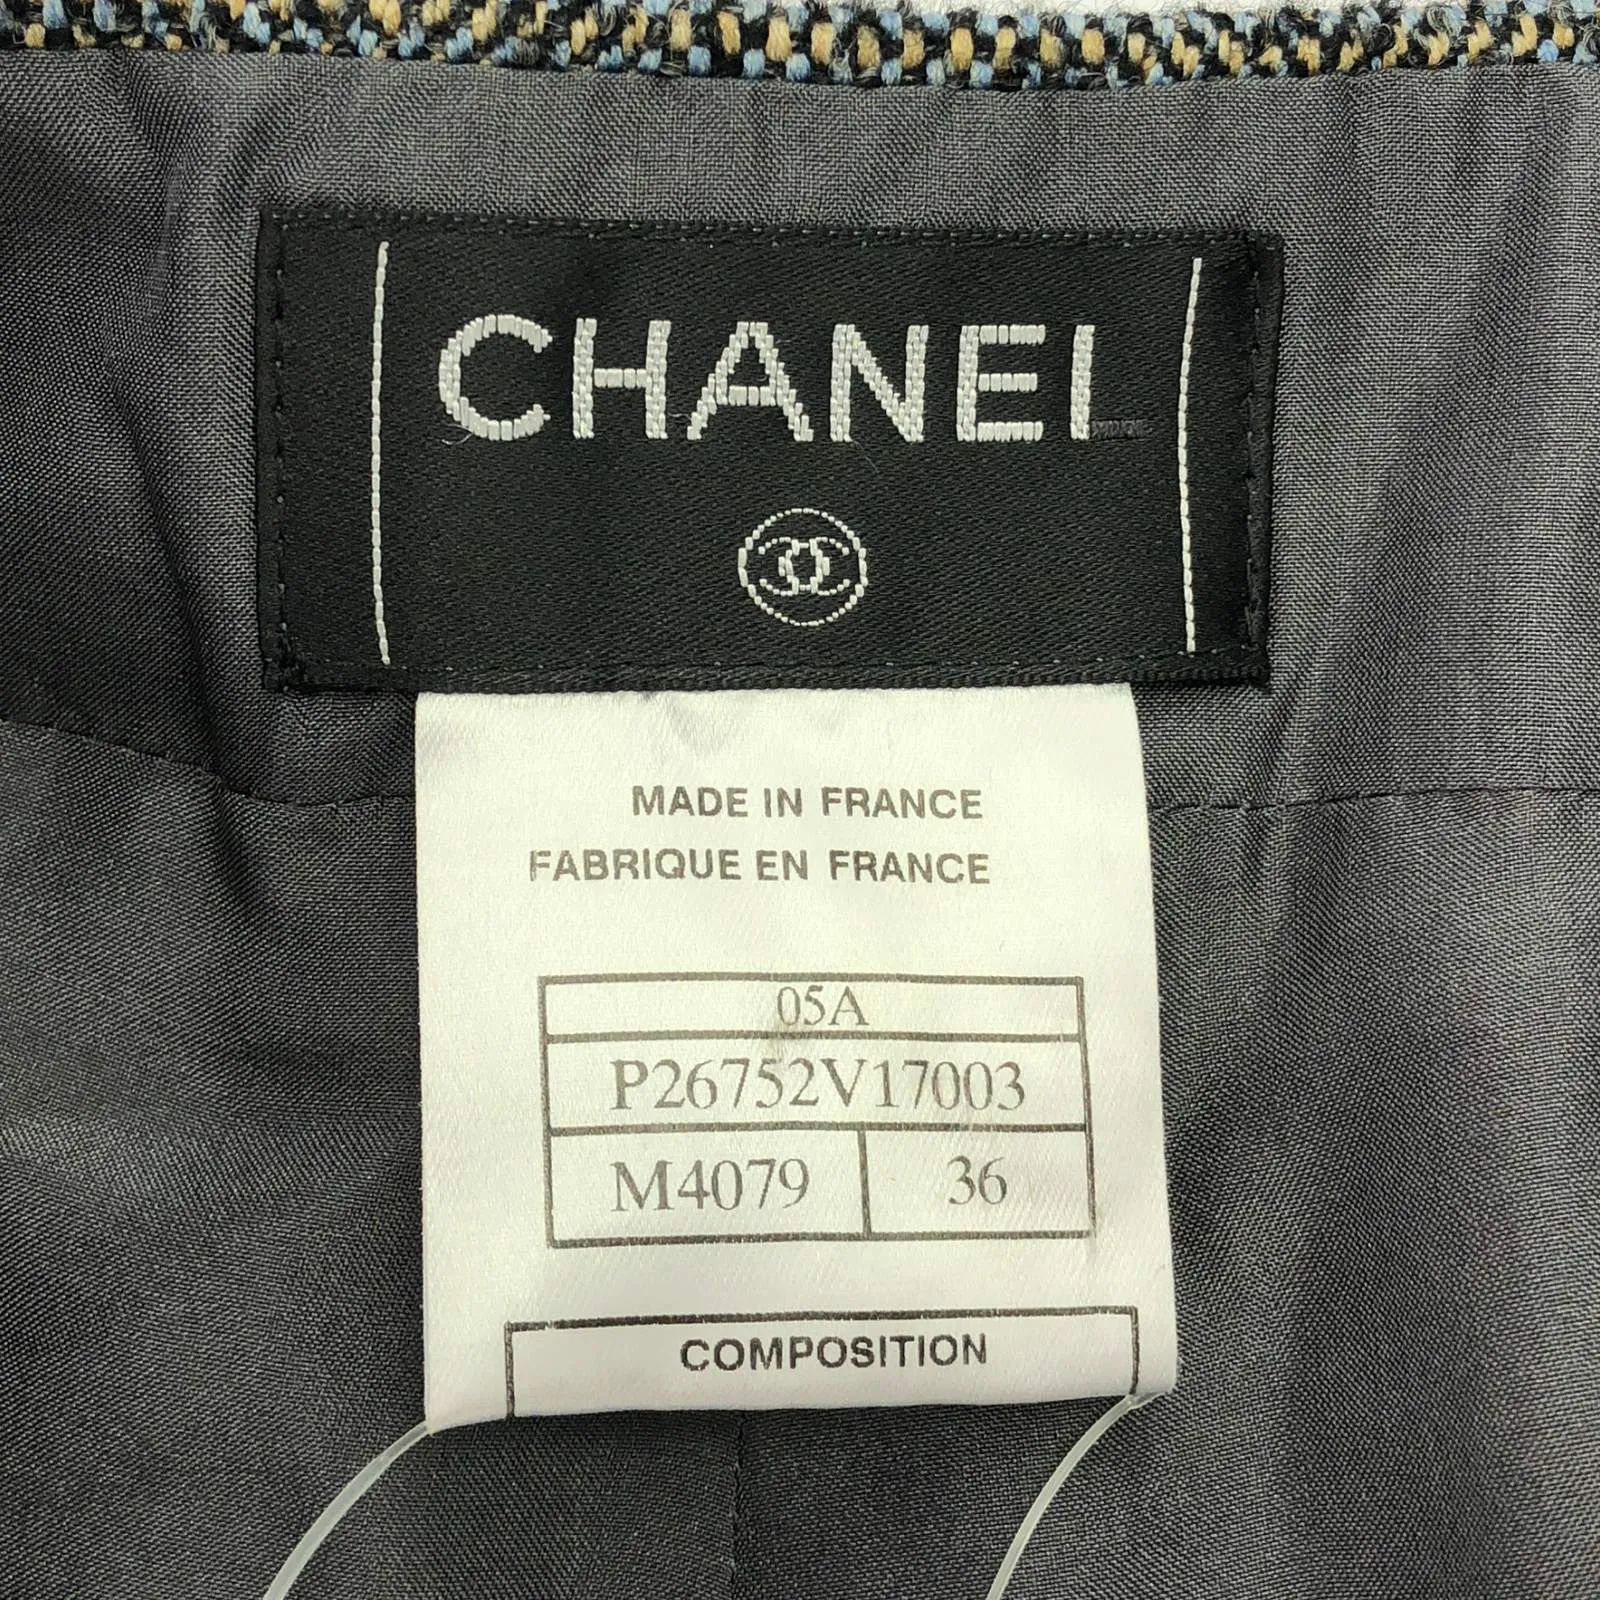 CHANEL
MADE IN FRANCE
FABRIQUE EN FRANCE
05A
P26752V17003
M4079 36
COMPOSITION